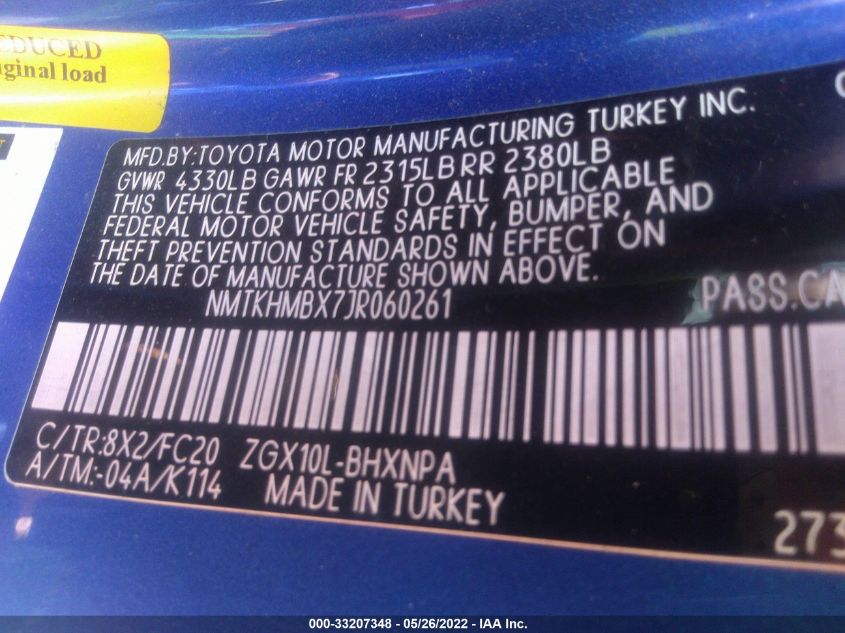 EDUCED
ginal load
MFD.BY:TOYOTA MOTOR MANUFACTURING TURKEY INC.
GVWR 4330LB GAWR FR 2315LB RR 2380LB
THIS VEHICLE CONFORMS TO ALL APPLICABLE
FEDERAL MOTOR VEHICLE SAFETY, BUMPER, AND
THEFT PREVENTION STANDARDS IN EFFECT ON
THE DATE OF MANUFACTURE SHOWN ABOVE.
NMTKHMBX7JR060261 PASS.CA
C/TR:8X2/FC20 ZGX10L-BHXNPA
A/TM:-04A/K114 MADE IN TURKEY
273
000-33207348 - 05/26/2022 - IAA Inc.